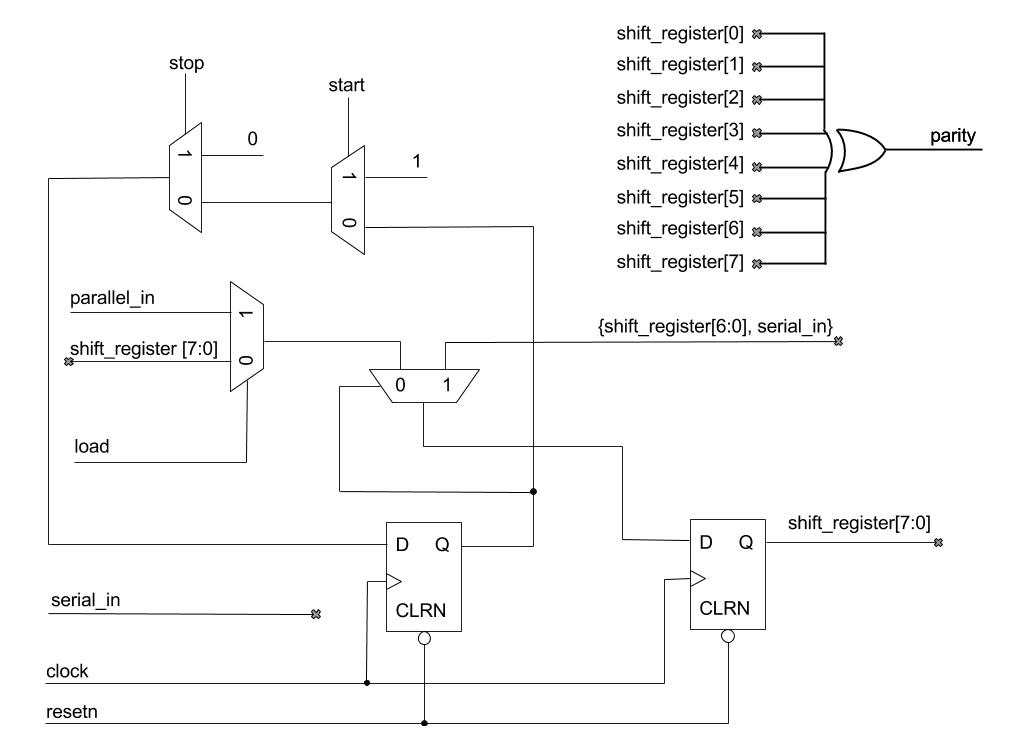 shift_register[0]
shift_register[1]
shift_register[2]
shift_register[3]
shift_register[4]
shift_register[5]
shift_register[6]
shift_register[7]
parity
stop
start
1
0
0
1
0
1
parallel_in
shift_register [7:0]
1
0
load
{shift_register[6:0], serial_in}
0 1
D Q
CLRN
D Q
CLRN
shift_register[7:0]
serial_in
clock
resetn